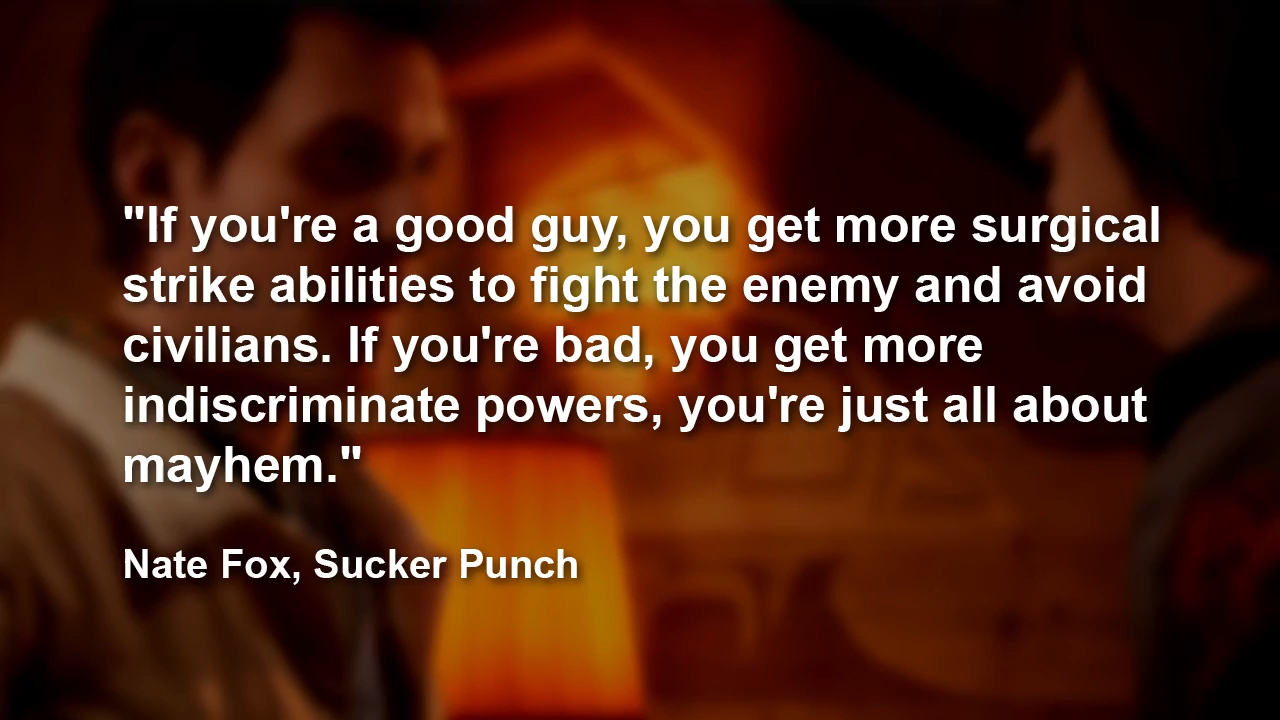 "If you're a good guy, you get more surgical
strike abilities to fight the enemy and avoid
civilians. If you're bad, you get more
indiscriminate powers, you're just all about
mayhem."
Nate Fox, Sucker Punch